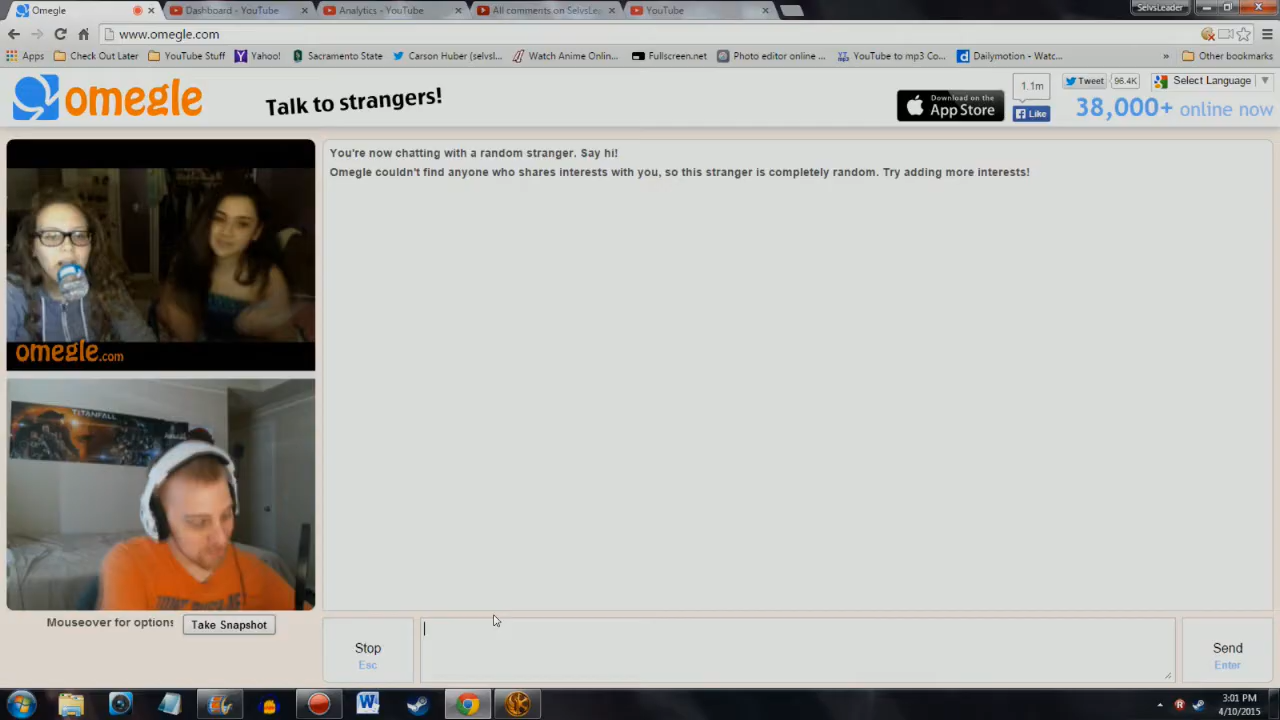 Omegle
Dashboard - YouTube
Analytics - YouTube
All comments on SelvsLea
YouTube
SelvsLeader
www.omegle.com
Apps
Check Out Later
YouTube Stuff
Yahoo!
Sacramento State
Carson Huber (selvsl...
Watch Anime Online...
Fullscreen.net
Photo editor online ...
YouTube to mp3 Co...
Dailymotion - Watc...
»
Other bookmarks
omegle
Talk to strangers!
Download on the
App Store
1.1m
Like
Tweet
96.4K
Select Language
38,000+ online now
You're now chatting with a random stranger. Say hi!
Omegle couldn't find anyone who shares interests with you, so this stranger is completely random. Try adding more interests!
omegle.com
TITANFALL
Mouseover for options
Take Snapshot
Stop
Esc
Send
Enter
3:01 PM
4/10/2015